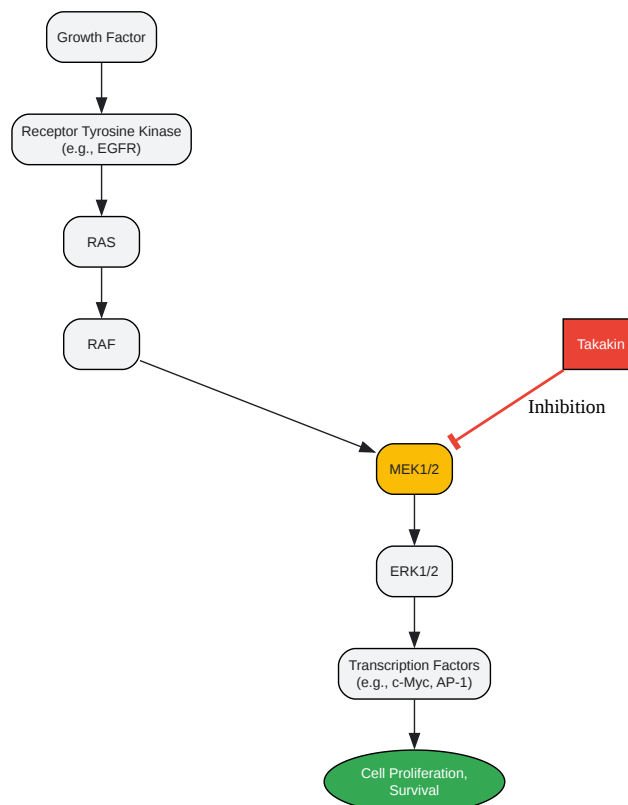 Growth Factor
Receptor Tyrosine Kinase
(e.g., EGFR)
RAS
RAF
Takakin
Inhibition
MEK1/2
ERK1/2
Transcription Factors
(e.g., c-Myc, AP-1)
Cell Proliferation,
Survival